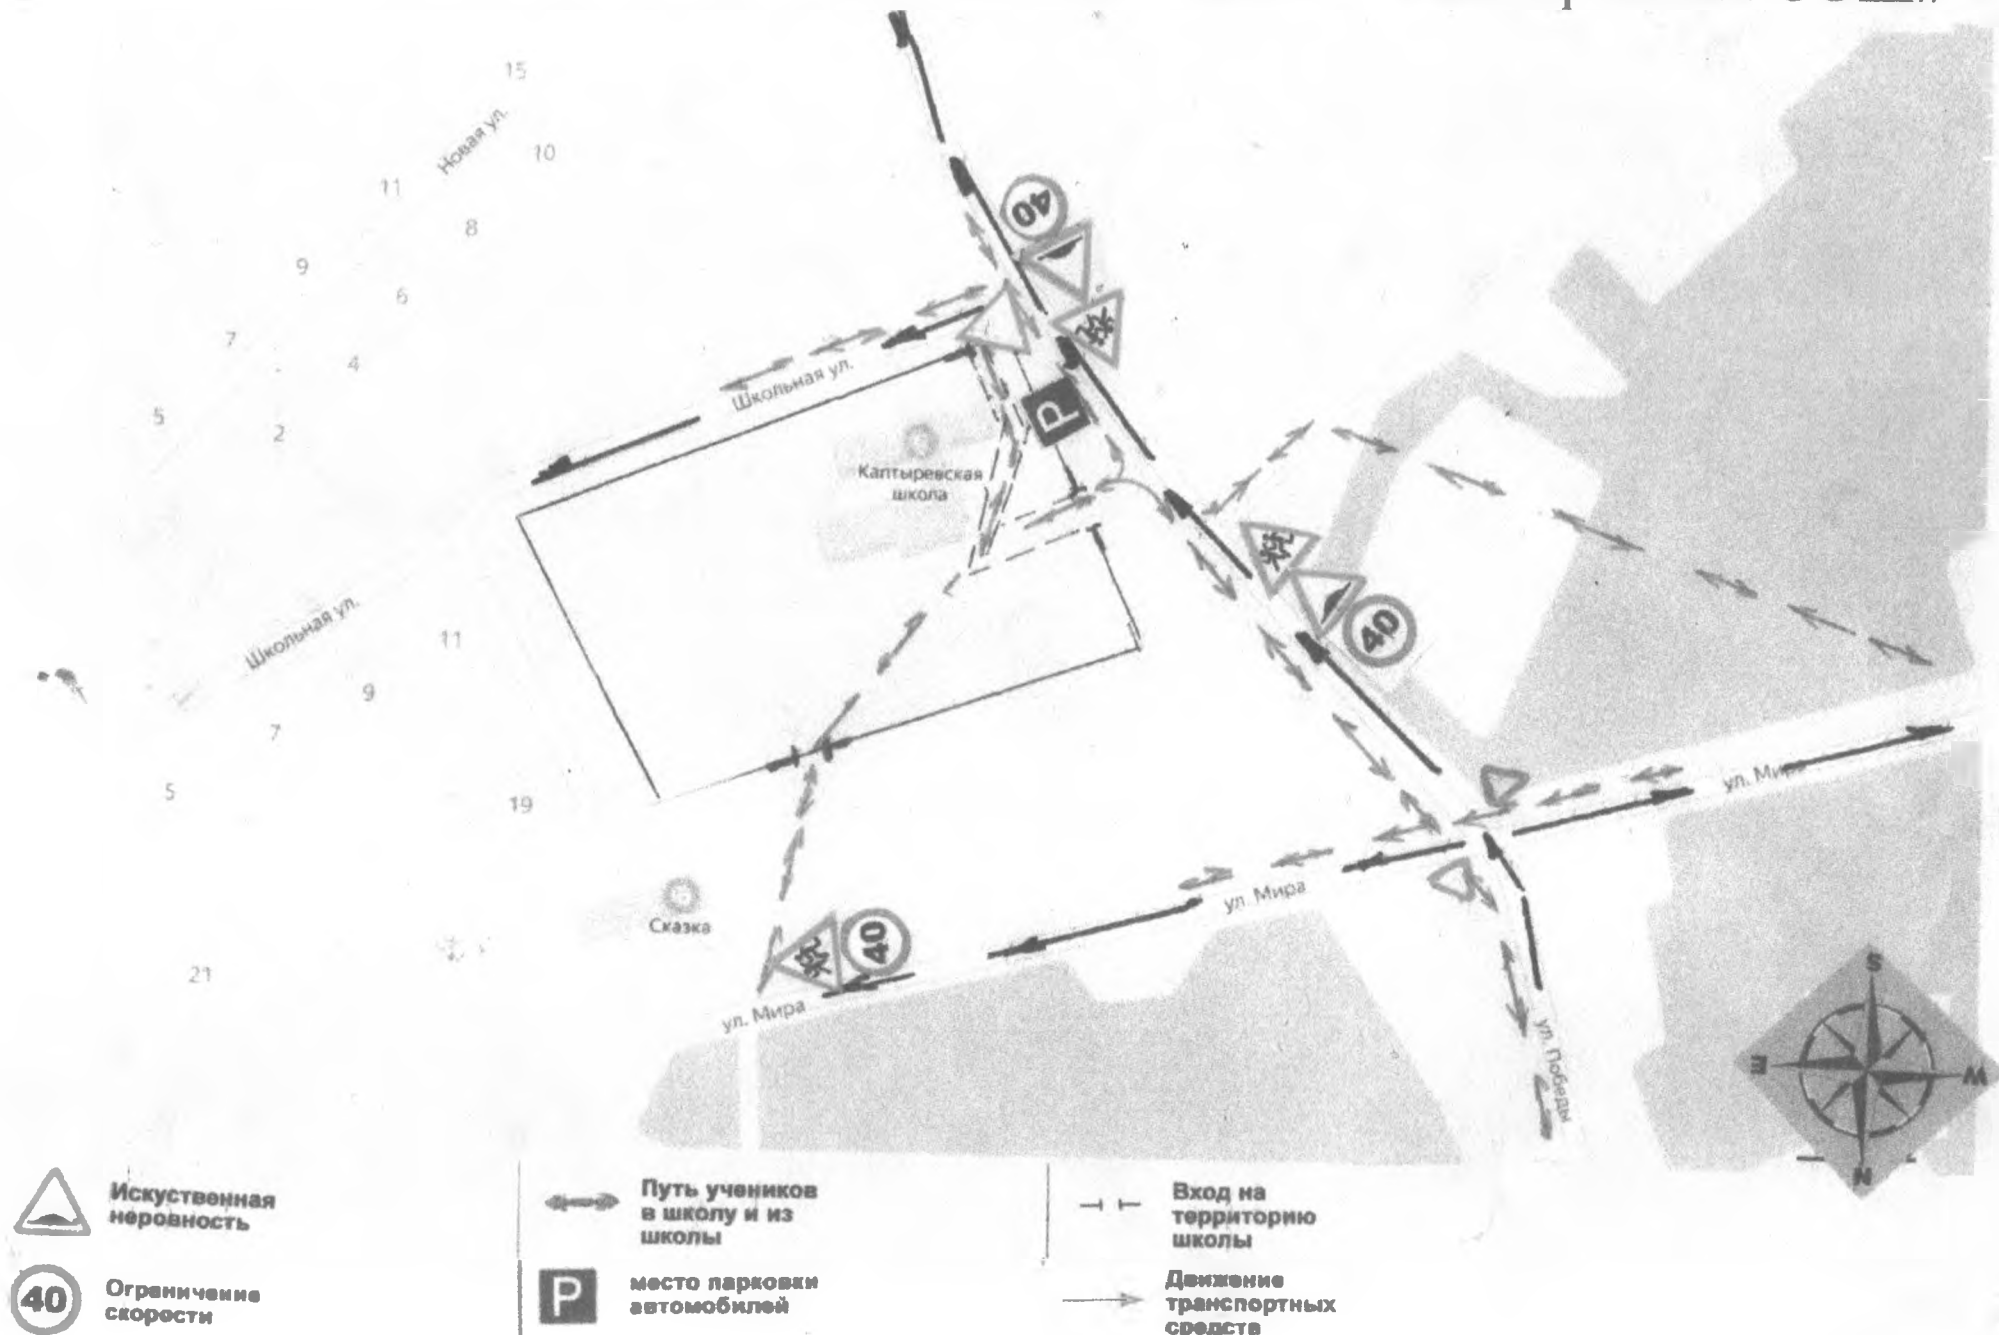 15
Новая ул.
10
11
8
9
6
7
4
5
2
40
Школьная ул.
P
Каптыревская
школа
40
Школьная ул.
11
9
7
5
19
ул. Мира
ул. Мира
Сказка
40
21
ул. Мира
ул. Победы
S
E
W
N
Искуственная
неровность
40
Ограничение
скорости
Путь учеников
в школу и из
школы
P
место парковки
автомобилей
Вход на
территорию
школы
Движение
транспортных
средств